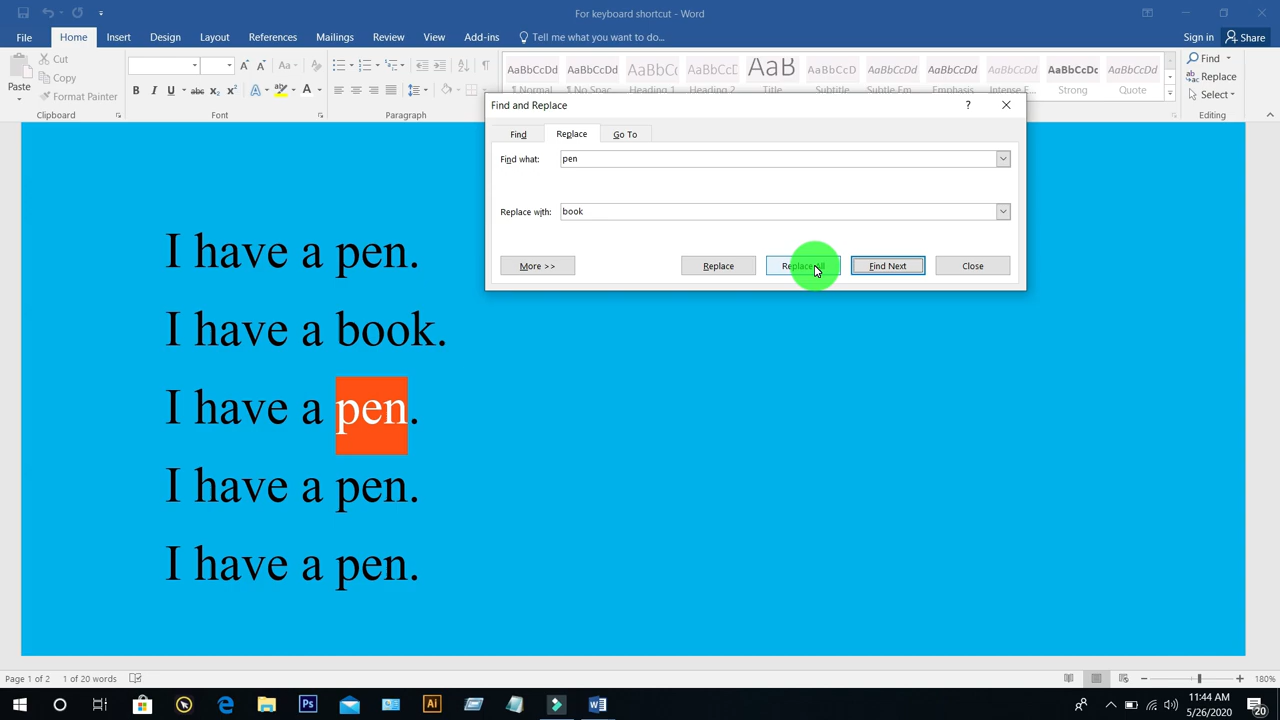 For keyboard shortcut - Word
File Home Insert Design Layout References Mailings Review View Add-ins Tell me what you want to do... Sign in Share
Paste
Cut
Copy
Format Painter
Clipboard
Font
Paragraph
AaBbCcDd AaBbCcDd AaBbC AaBbCcD AaB AaBbCcD AaBbCcDd AaBbCcDd AaBbCcDd AaBbCcDd AaBbCcDd
¶ Normal ¶ No Spac... Heading 1 Heading 2 Title Subtitle Subtle Em... Emphasis Intense E... Strong Quote
Find
Replace
Select
Editing
Find and Replace
Find Replace Go To
Find what: pen
Replace with: book
More >> Replace Replace All Find Next Close
I have a pen.
I have a book.
I have a pen.
I have a pen.
I have a pen.
Page 1 of 2 1 of 20 words 180%
11:44 AM
5/26/2020
20